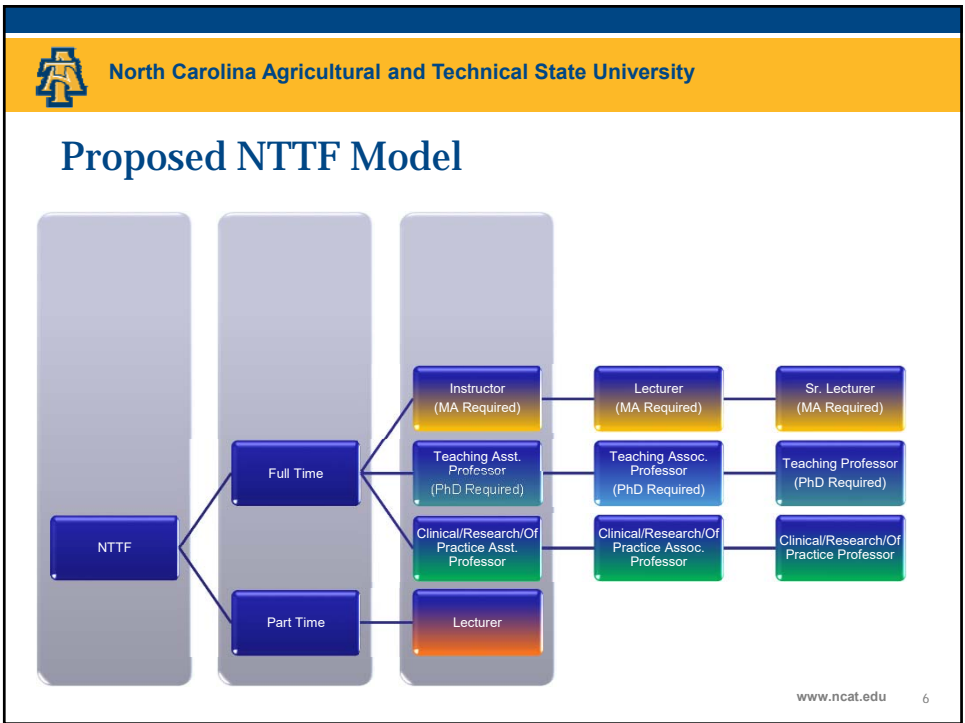 North Carolina Agricultural and Technical State University
Proposed NTTF Model
NTTF
Full Time
Part Time
Instructor
(MA Required)
Lecturer
(MA Required)
Sr. Lecturer
(MA Required)
Teaching Asst.
Professor
(PhD Required)
Teaching Assoc.
Professor
(PhD Required)
Teaching Professor
(PhD Required)
Clinical/Research/Of
Practice Asst.
Professor
Clinical/Research/Of
Practice Assoc.
Professor
Clinical/Research/Of
Practice Professor
Lecturer
www.ncat.edu 6